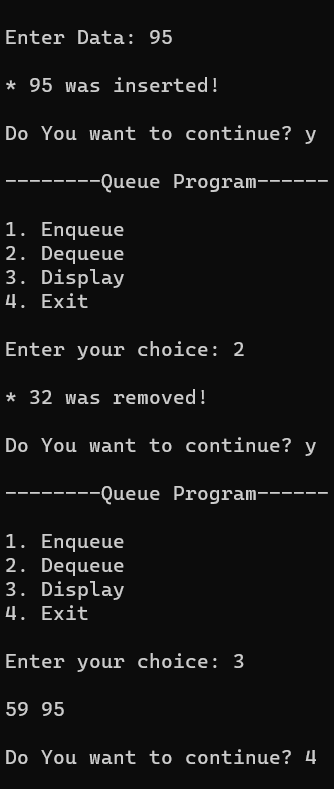 Enter Data: 95
* 95 was inserted!
Do You want to continue? y
--------Queue Program------
1. Enqueue
2. Dequeue
3. Display
4. Exit
Enter your choice: 2
* 32 was removed!
Do You want to continue? y
--------Queue Program------
1. Enqueue
2. Dequeue
3. Display
4. Exit
Enter your choice: 3
59 95
Do You want to continue? 4